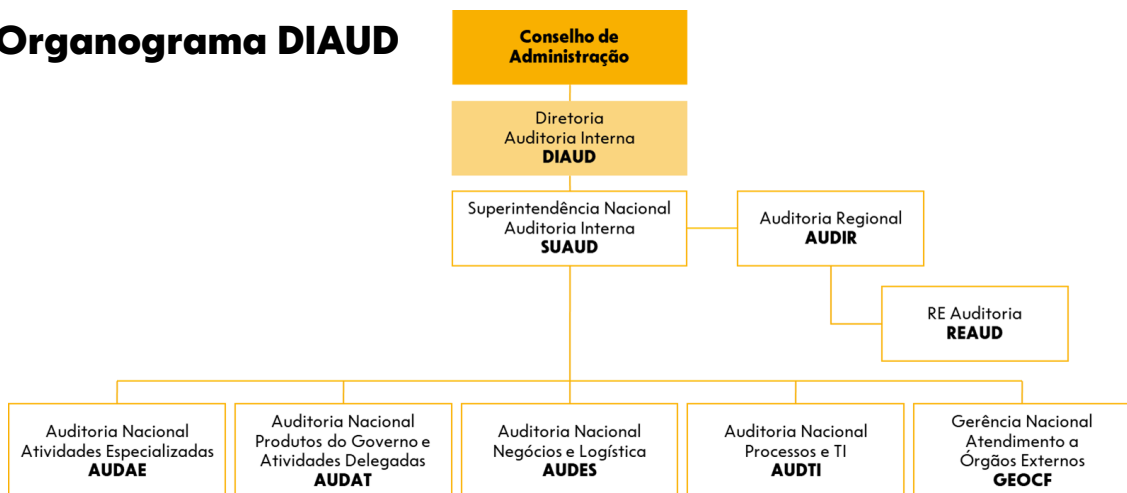 Organograma DIAUD
Conselho de
Administração
Diretoria
Auditoria Interna
DIAUD
Superintendência Nacional
Auditoria Interna
SUAUD
Auditoria Regional
AUDIR
RE Auditoria
REAUD
Auditoria Nacional
Atividades Especializadas
AUDAE
Auditoria Nacional
Produtos do Governo e
Atividades Delegadas
AUDAT
Auditoria Nacional
Negócios e Logística
AUDES
Auditoria Nacional
Processos e TI
AUDTI
Gerência Nacional
Atendimento a
Órgãos Externos
GEOCF